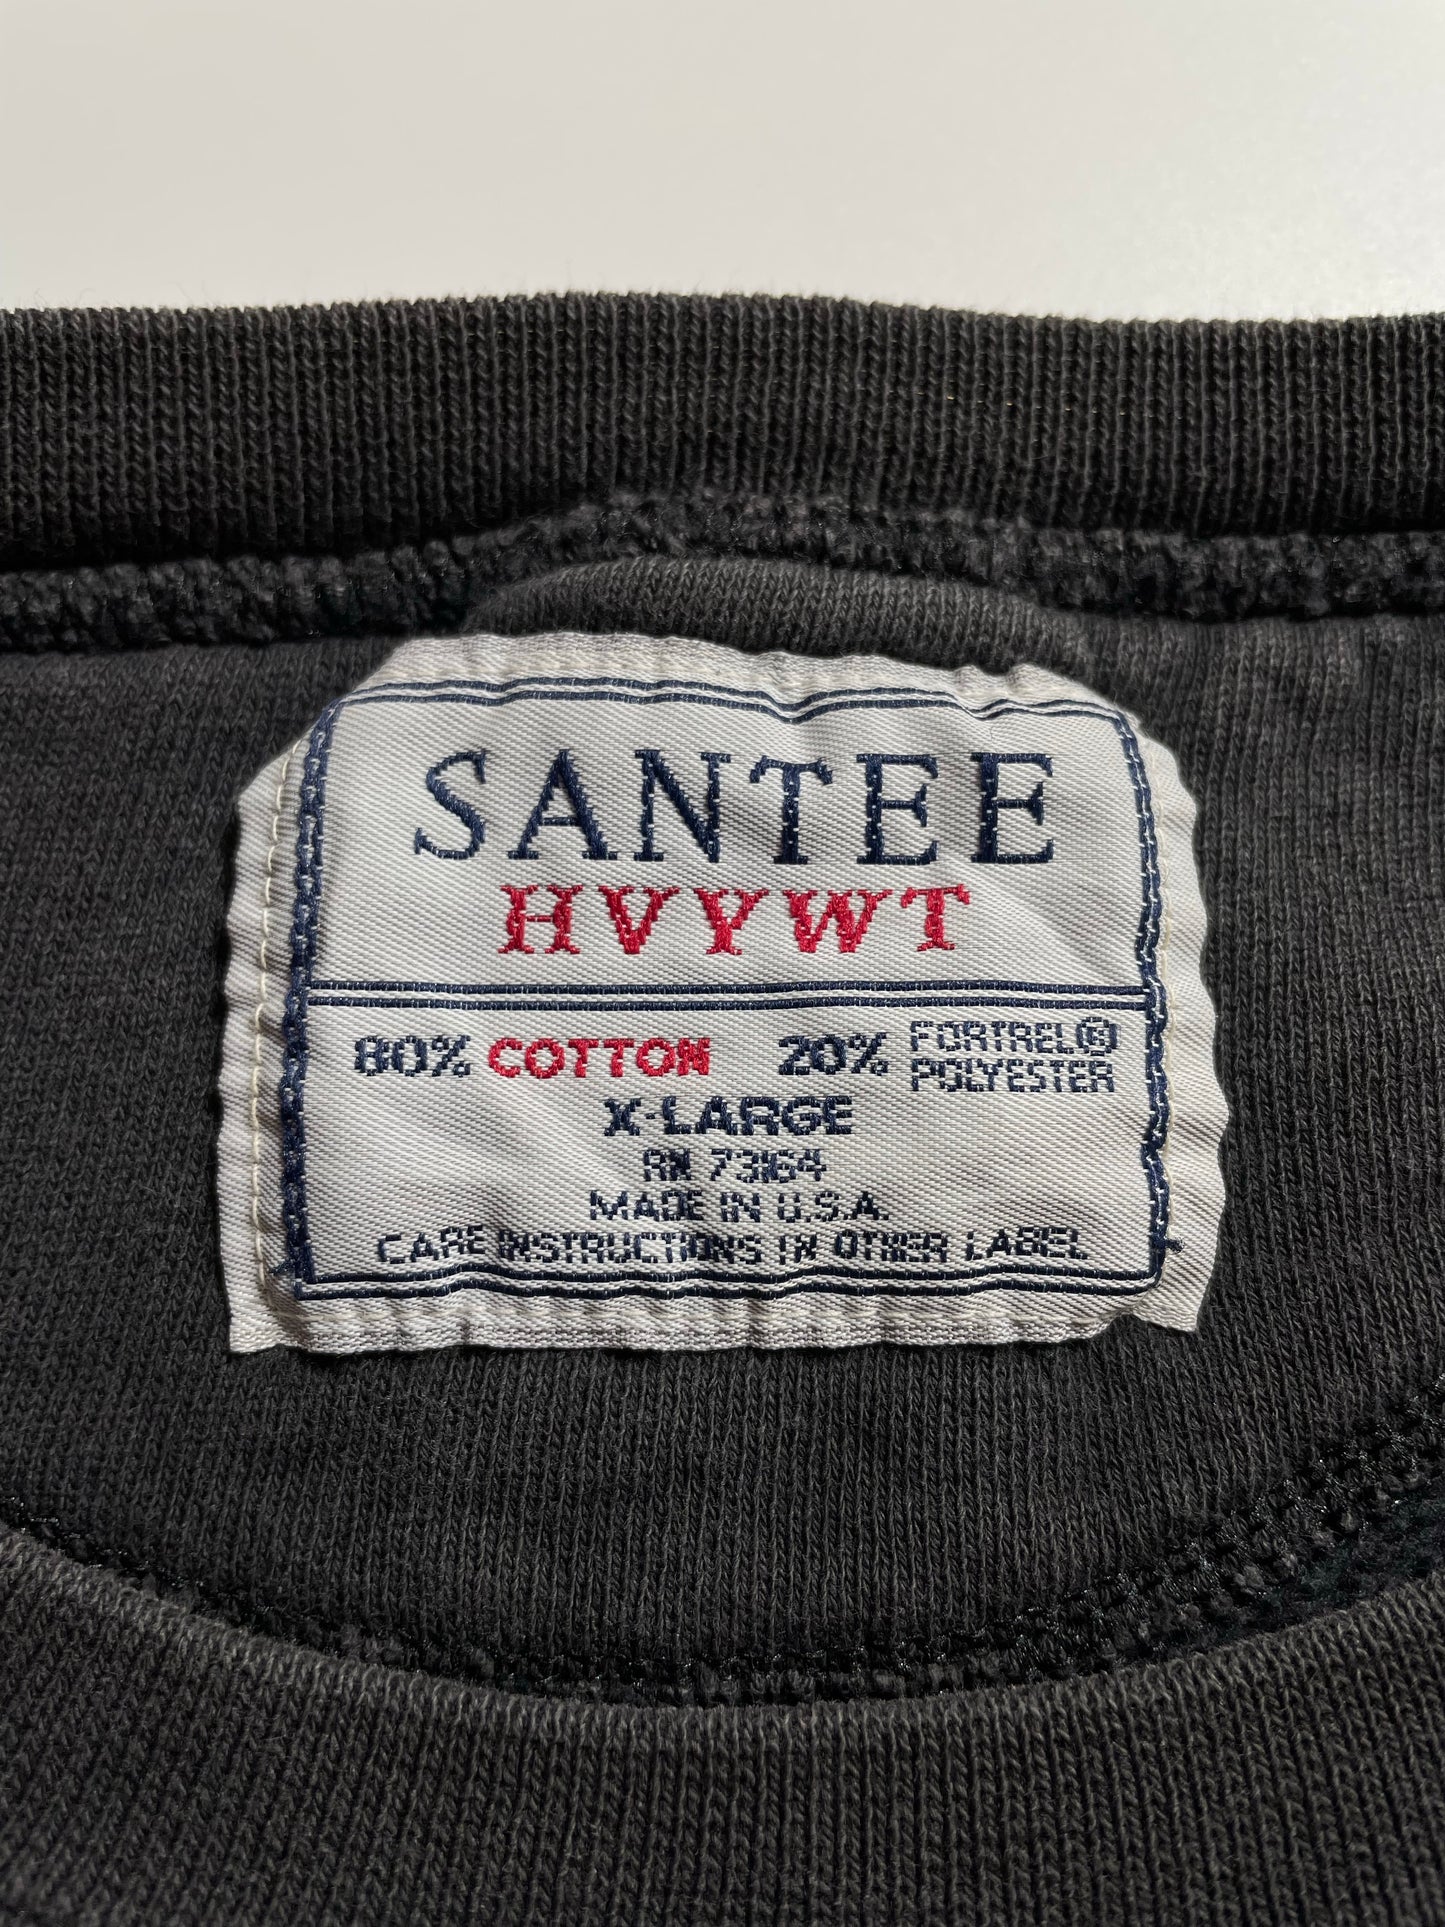 SANTEE
HVYWT
80% COTTON 20% FORTREL® POLYESTER
X-LARGE
RN 73164
MADE IN U.S.A.
CARE INSTRUCTIONS IN OTHER LABEL